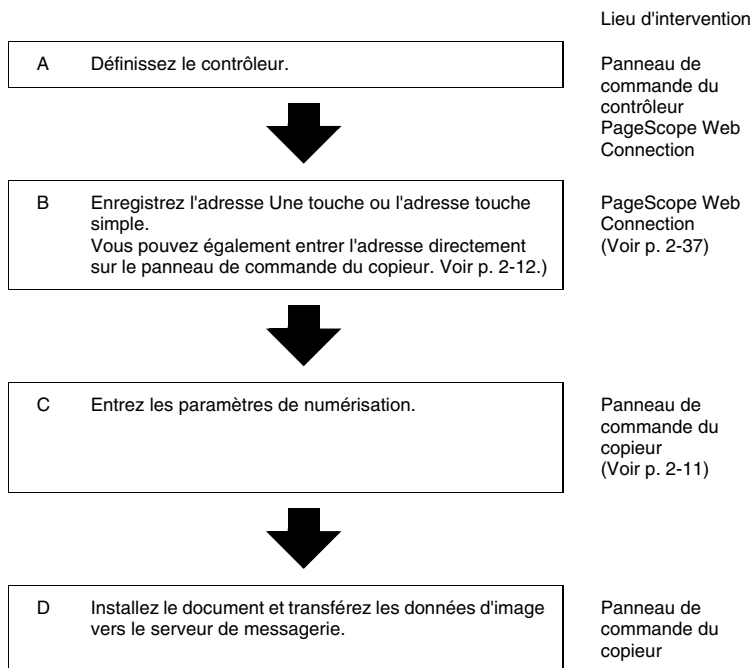 Lieu d'intervention
A Définissez le contrôleur.
Panneau de
commande du
contrôleur
PageScope Web
Connection
B Enregistrez l'adresse Une touche ou l'adresse touche
simple.
Vous pouvez également entrer l'adresse directement
sur le panneau de commande du copieur. Voir p. 2-12.)
PageScope Web
Connection
(Voir p. 2-37)
C Entrez les paramètres de numérisation.
Panneau de
commande du
copieur
(Voir p. 2-11)
D Installez le document et transférez les données d'image
vers le serveur de messagerie.
Panneau de
commande du
copieur